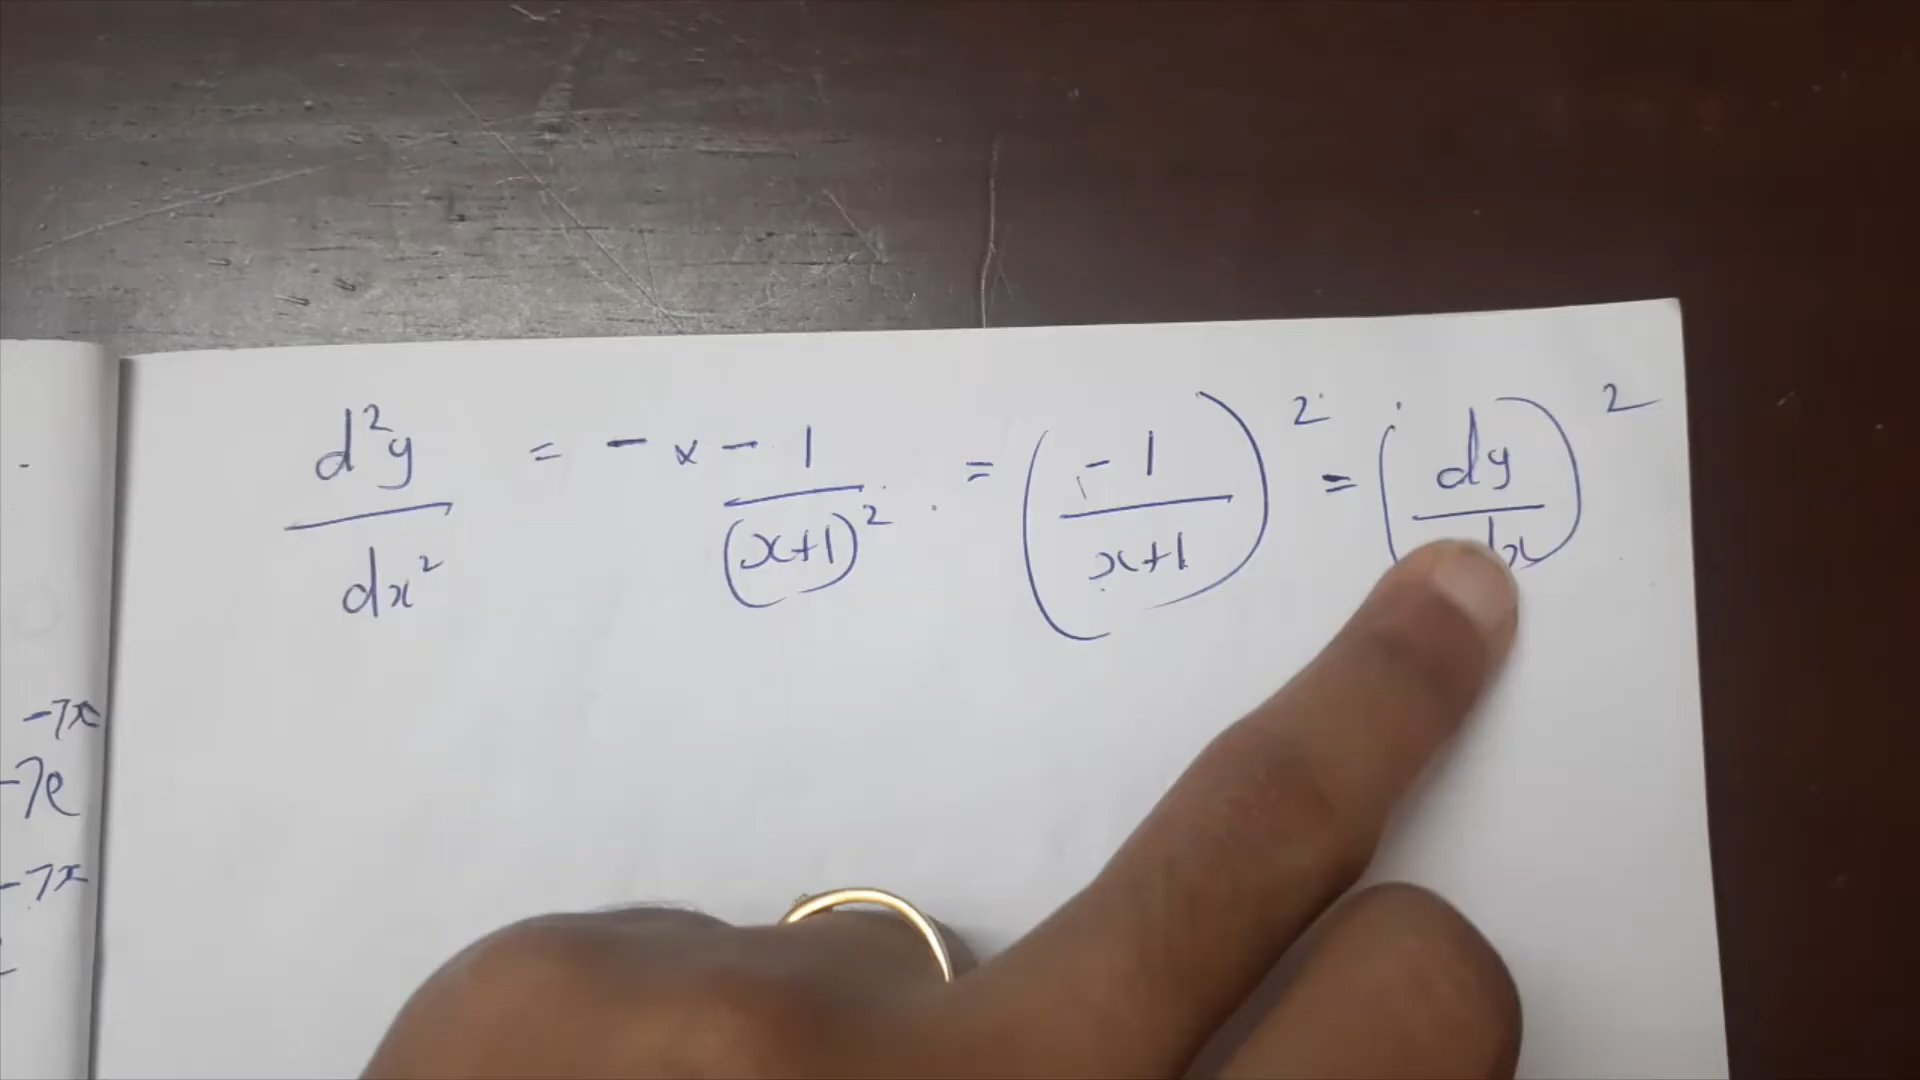 d²y/dx² = - x - 1/(x+1)² = (-1/x+1)² = (dy/dx)²
-7x
-7e
-7x